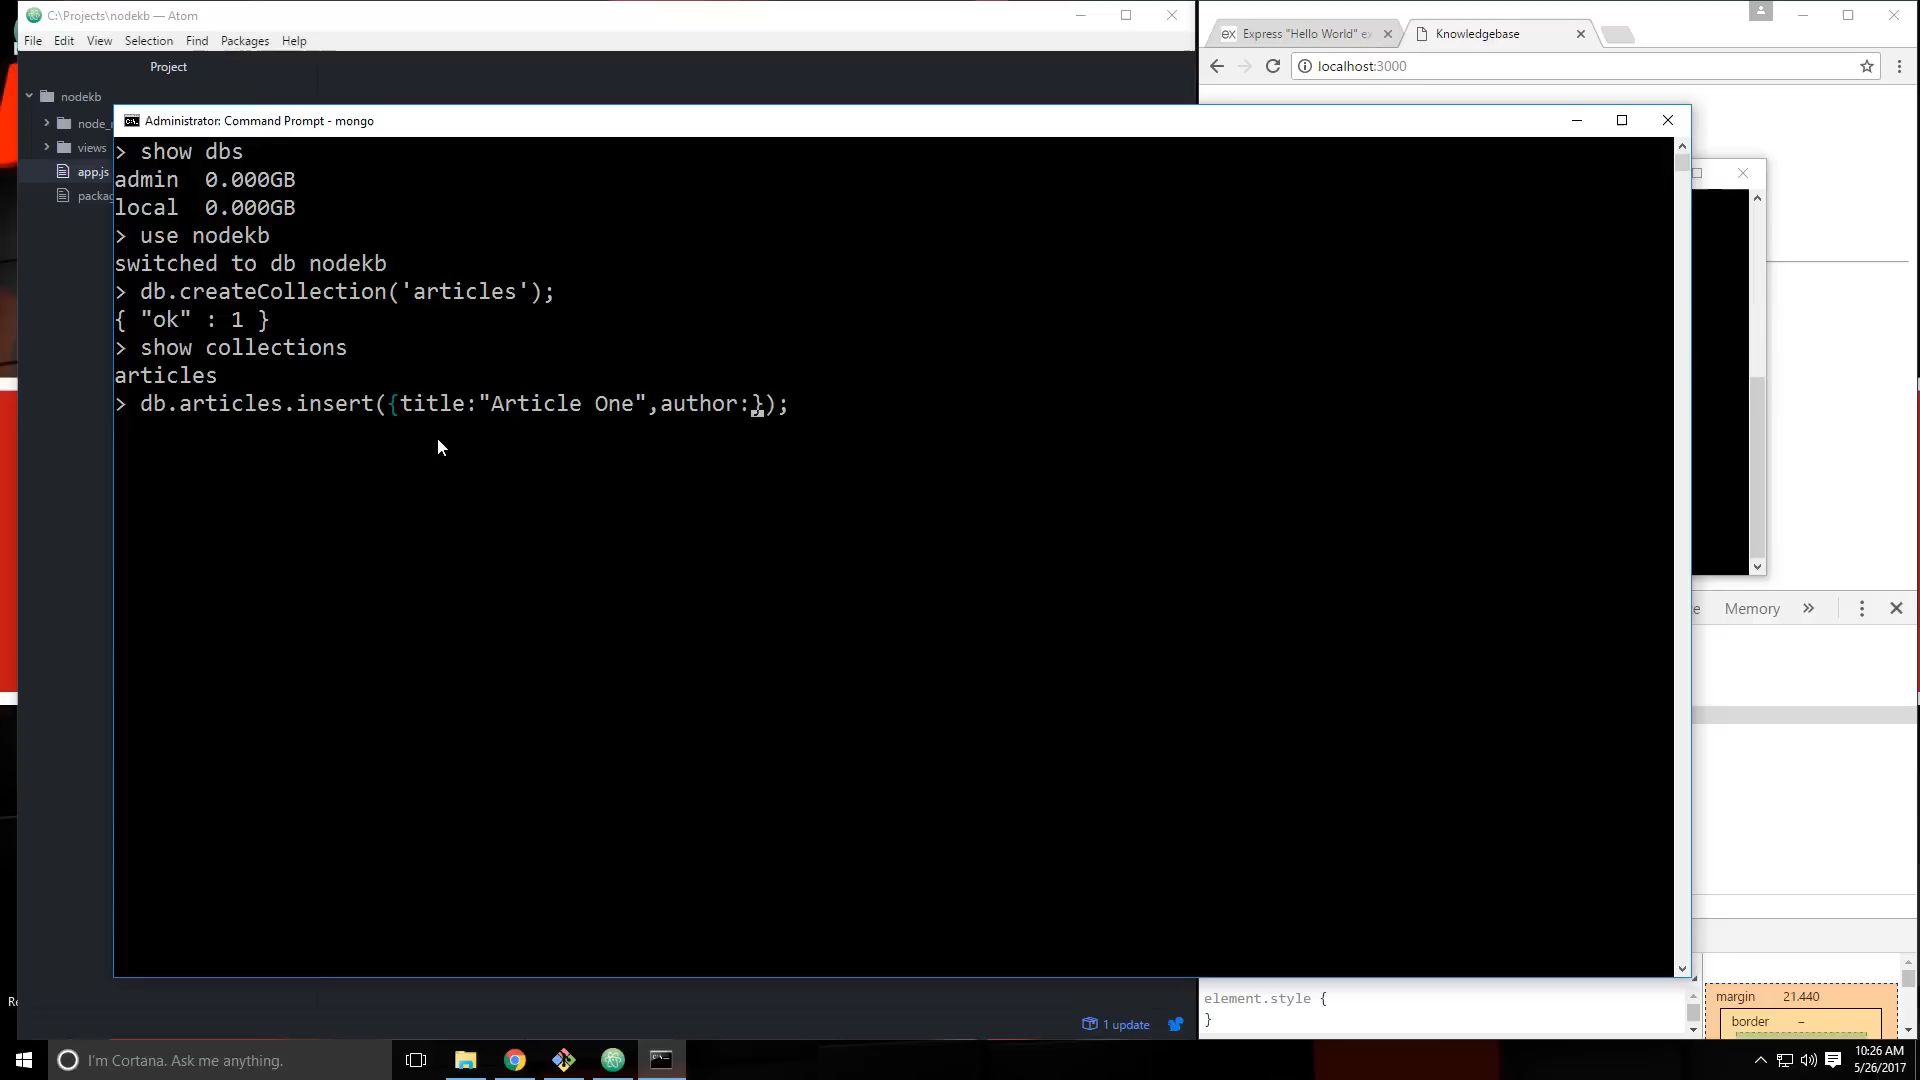 C:\Projects\nodekb — Atom
File Edit View Selection Find Packages Help
Project
nodekb
views
app.js
Administrator: Command Prompt - mongo
> show dbs
admin 0.000GB
local 0.000GB
> use nodekb
switched to db nodekb
> db.createCollection('articles');
{ "ok" : 1 }
> show collections
articles
> db.articles.insert({title:"Article One",author:});
Express "Hello World" e
Knowledgebase
localhost:3000
Memory
element.style {
}
margin 21.440
border –
1 update
I'm Cortana. Ask me anything.
10:26 AM
5/26/2017